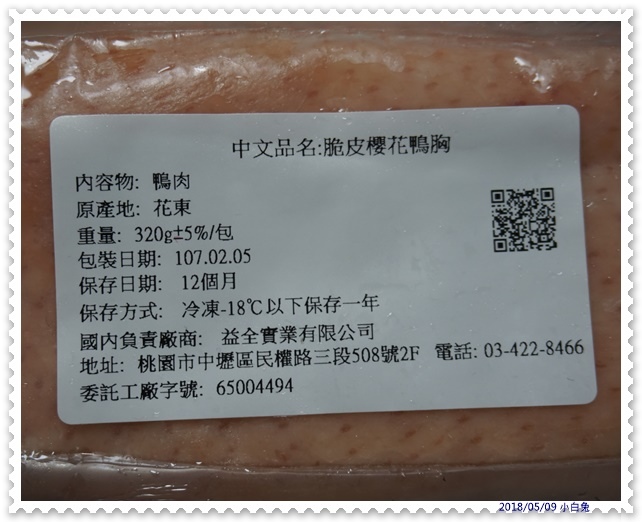 中文品名:脆皮櫻花鴨胸
內容物: 鴨肉
原產地: 花東
重量: 320g±5%/包
包裝日期: 107.02.05
保存日期: 12個月
保存方式: 冷凍-18℃以下保存一年
國內負責廠商: 益全實業有限公司
地址: 桃園市中壢區民權路三段508號2F 電話: 03-422-8466
委託工廠字號: 65004494
2018/05/09 小白兔